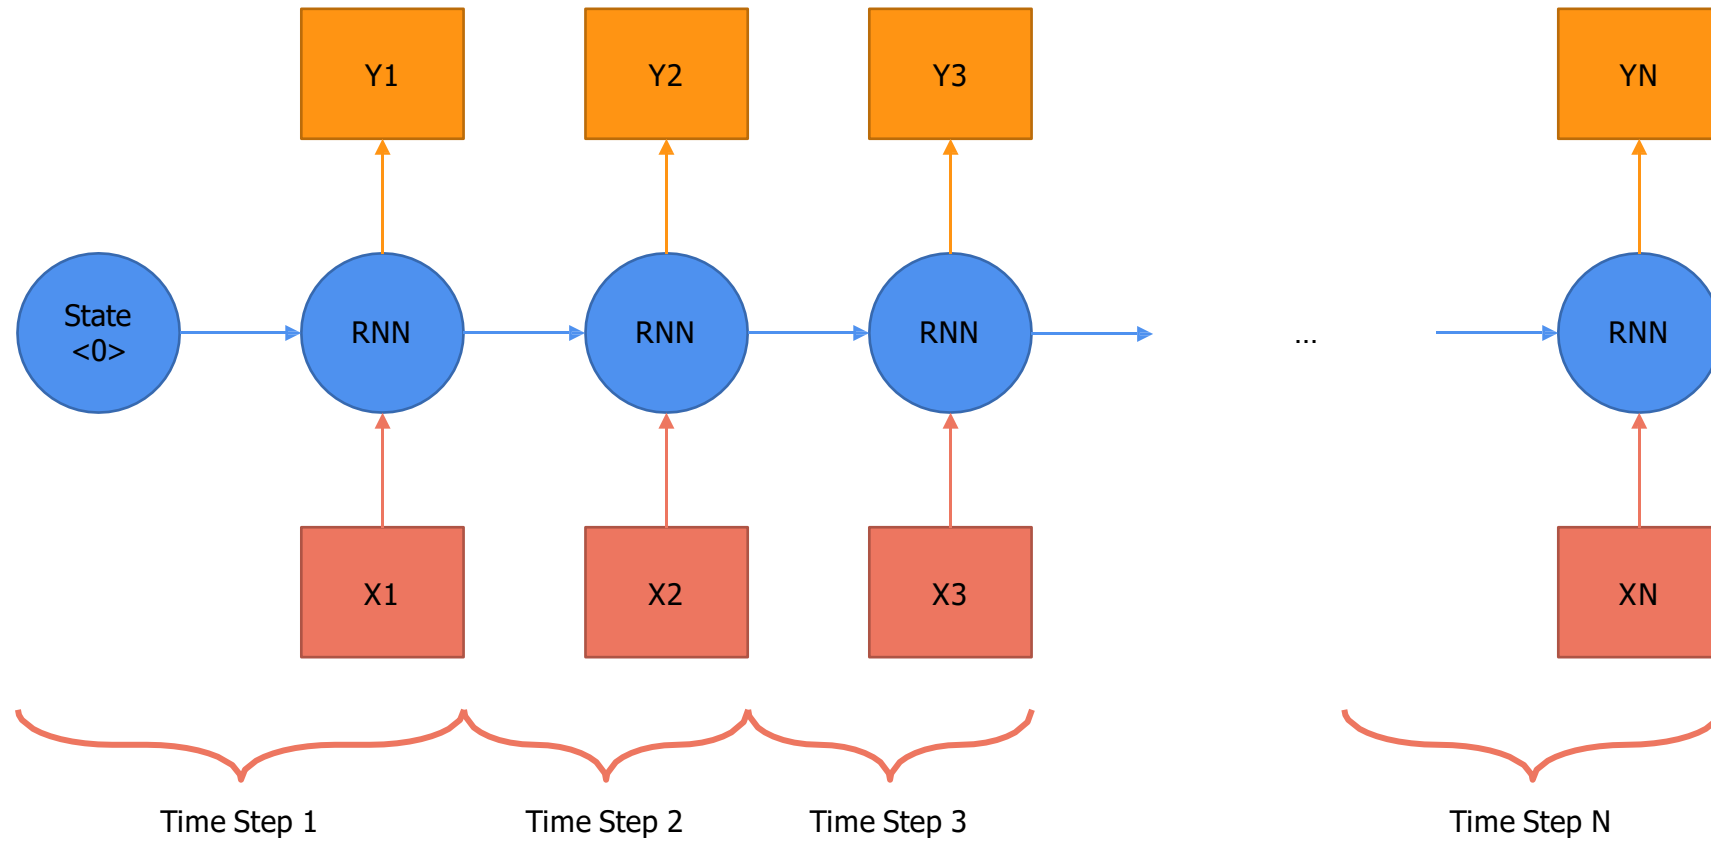 Y1
Y2
Y3
YN
State
<0>
RNN
RNN
RNN
...
RNN
X1
X2
X3
XN
Time Step 1
Time Step 2
Time Step 3
Time Step N